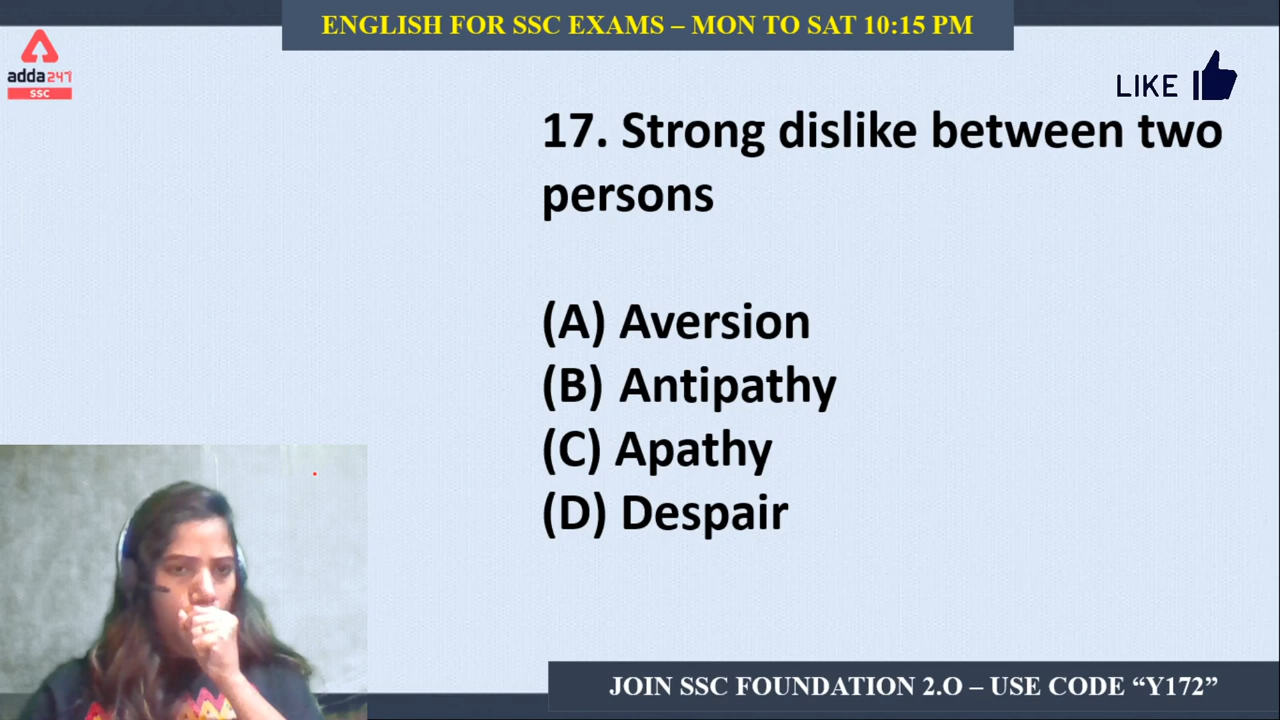 ENGLISH FOR SSC EXAMS – MON TO SAT 10:15 PM
adda247
SSC
LIKE
17. Strong dislike between two
persons
(A) Aversion
(B) Antipathy
(C) Apathy
(D) Despair
JOIN SSC FOUNDATION 2.O – USE CODE “Y172”